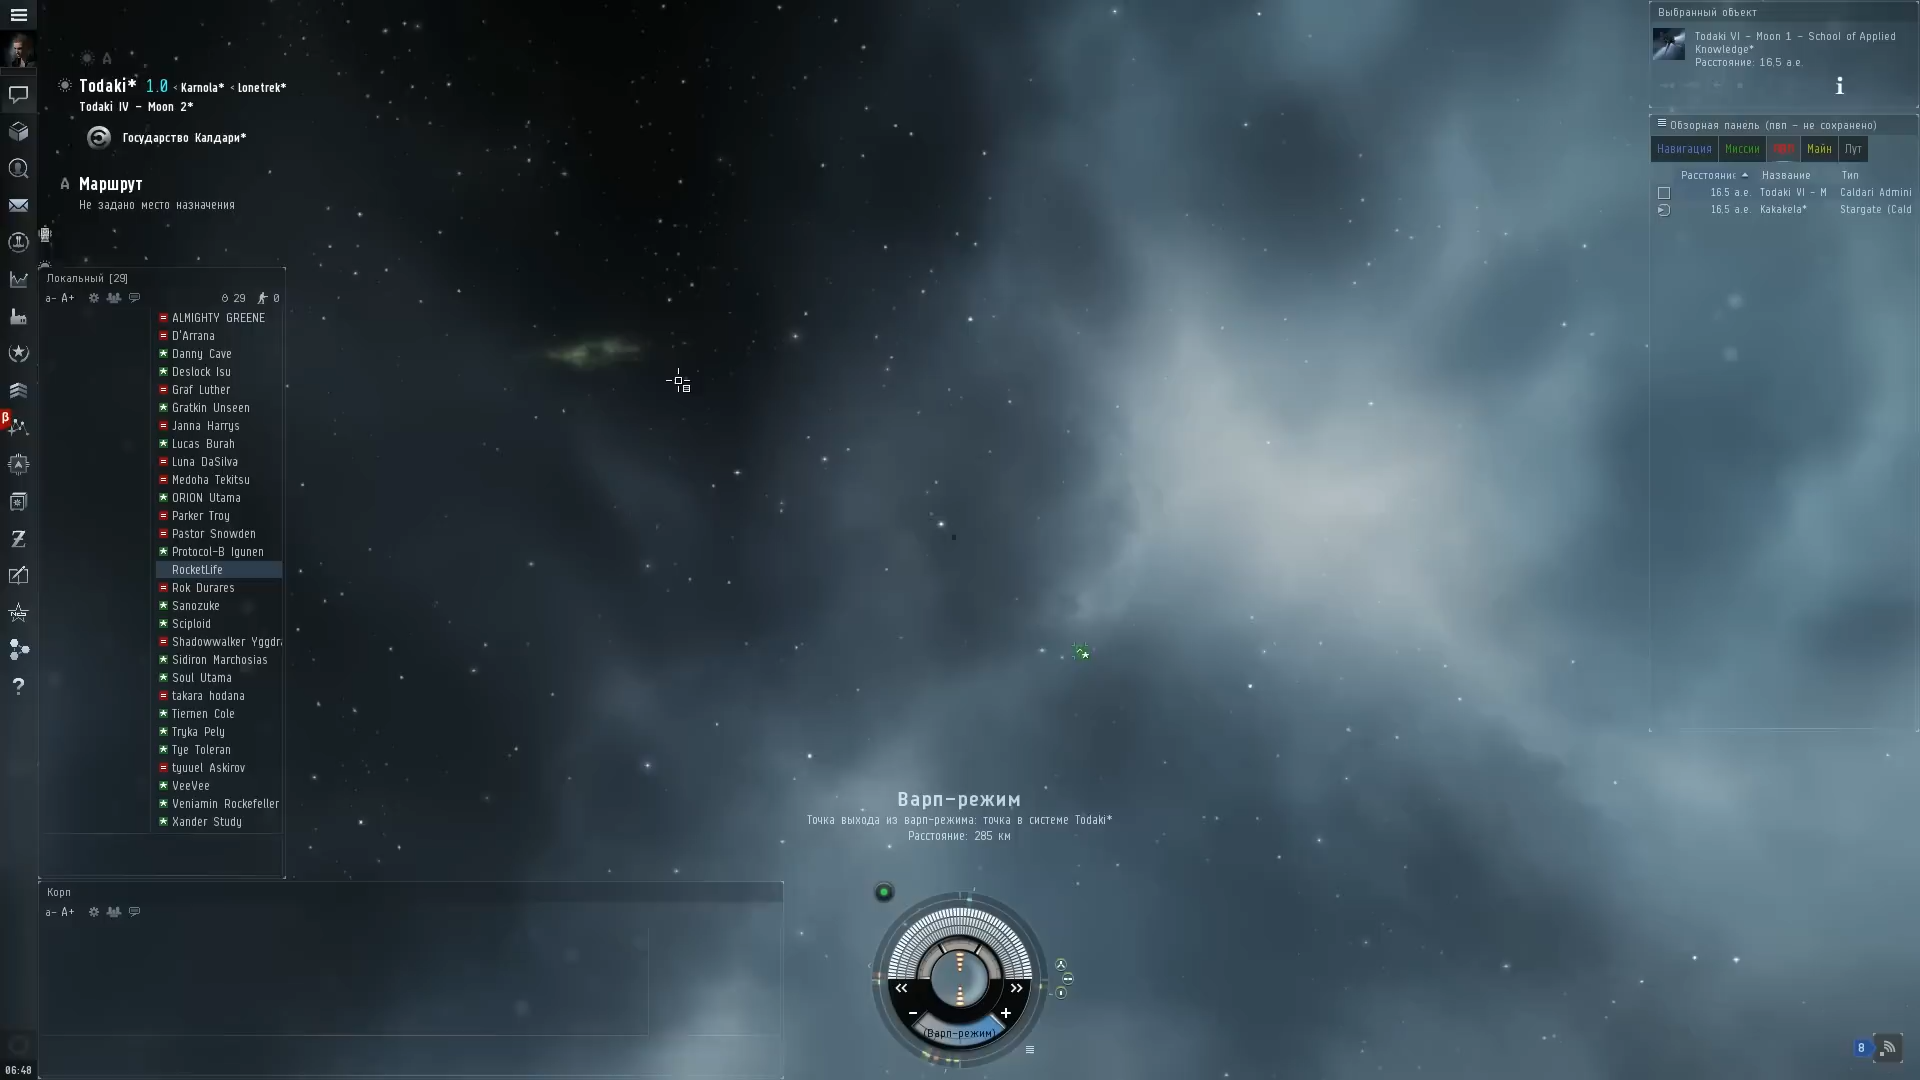 Todaki* 1.0 < Karnola* < Lonetrek*
Todaki IV – Moon 2*
Государство Калдари*
Маршрут
Не задано место назначения
Локальный [29]
a- A+
29
0
ALMIGHTY GREENE
D'Arrana
Danny Cave
Deslock Isu
Graf Luther
Gratkin Unseen
Janna Harrys
Lucas Burah
Luna DaSilva
Medoha Tekitsu
ORION Utama
Parker Troy
Pastor Snowden
Protocol-B Igunen
RocketLife
Rok Durares
Sanozuke
Sciploid
Shadowwalker Yggdr
Sidiron Marchosias
Soul Utama
takara hodana
Tiernen Cole
Tryka Pely
Tye Toleran
tyuuel Askirov
VeeVee
Veniamin Rockefeller
Xander Study
Корп
a- A+
06:48
Варп-режим
Точка выхода из варп-режима: точка в системе Todaki*
Расстояние: 285 км
(Варп-режим)
Выбранный объект
Todaki VI – Moon 1 – School of Applied
Knowledge*
Расстояние: 16.5 а.е.
Обзорная панель (пвп – не сохранено)
Навигация Миссии Майн Лут
Расстояние Название Тип
16.5 а.е. Todaki VI – M Caldari Admini
16.5 а.е. Kakakela* Stargate (Cald
8